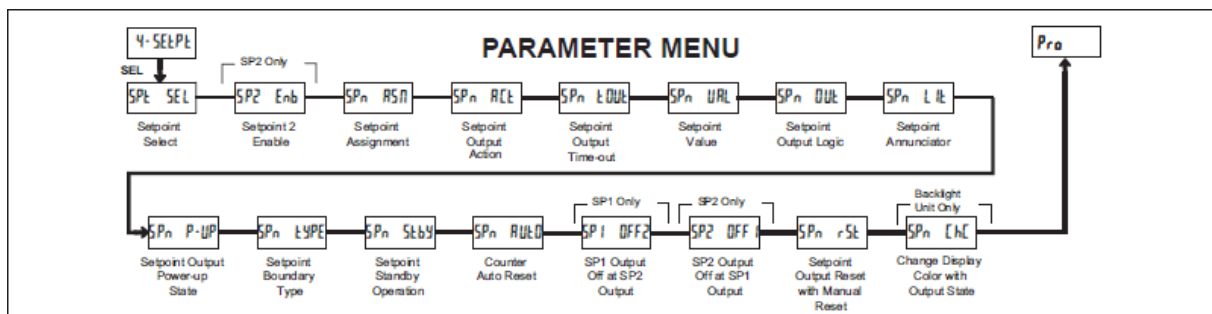 PARAMETER MENU
4-SEtPt
Pro
SEL
SP2 Only
SPt SEL
SP2 Enb
SPn ASN
SPn ACt
SPn tOUt
SPn VAL
SPn OUt
SPn LIt
Setpoint
Select
Setpoint 2
Enable
Setpoint
Assignment
Setpoint
Output
Action
Setpoint
Output
Time-out
Setpoint
Value
Setpoint
Output Logic
Setpoint
Annunciator
SP1 Only
SP2 Only
Backlight
Unit Only
SPn P-UP
SPn tYPE
SPn Stby
SPn AUtO
SP1 OFF2
SP2 OFF1
SPn rSt
SPn ChC
Setpoint Output
Power-up
State
Setpoint
Boundary
Type
Setpoint
Standby
Operation
Counter
Auto Reset
SP1 Output
Off at SP2
Output
SP2 Output
Off at SP1
Output
Setpoint
Output Reset
with Manual
Reset
Change Display
Color with
Output State